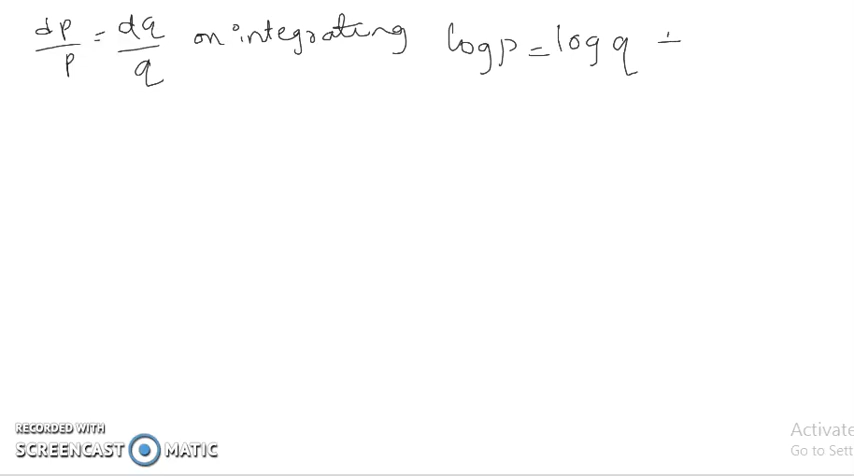 dp/p = dq/q on integrating log p = log q
RECORDED WITH
SCREENCAST MATIC
Activate
Go to Sett